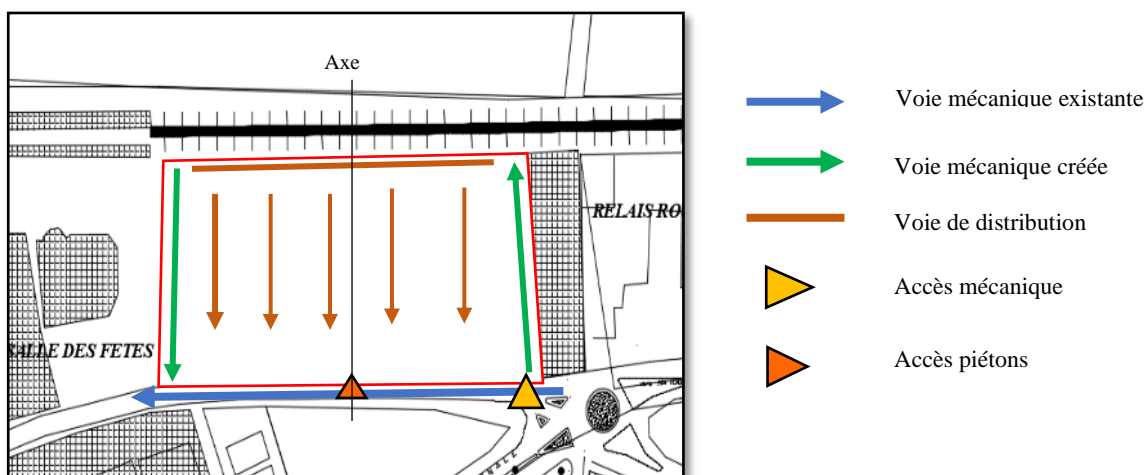 Axe
RELAIS RO
SALLE DES FETES
NALE
Voie mécanique existante
Voie mécanique créée
Voie de distribution
Accès mécanique
Accès piétons